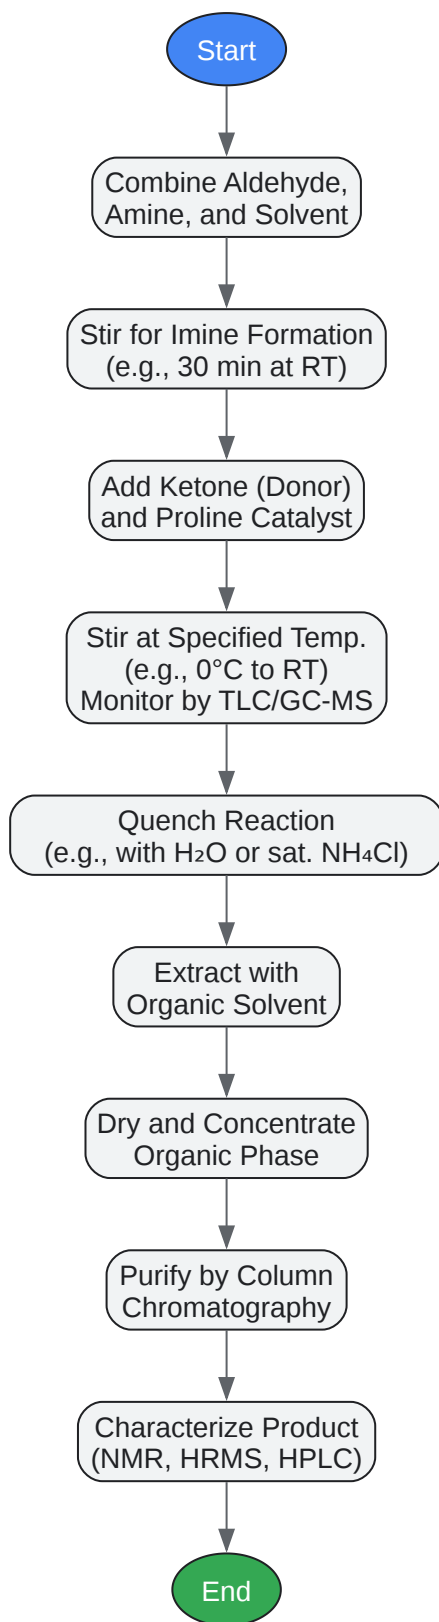 Start
Combine Aldehyde,
Amine, and Solvent
Stir for Imine Formation
(e.g., 30 min at RT)
Add Ketone (Donor)
and Proline Catalyst
Stir at Specified Temp.
(e.g., 0°C to RT)
Monitor by TLC/GC-MS
Quench Reaction
(e.g., with H₂O or sat. NH₄Cl)
Extract with
Organic Solvent
Dry and Concentrate
Organic Phase
Purify by Column
Chromatography
Characterize Product
(NMR, HRMS, HPLC)
End